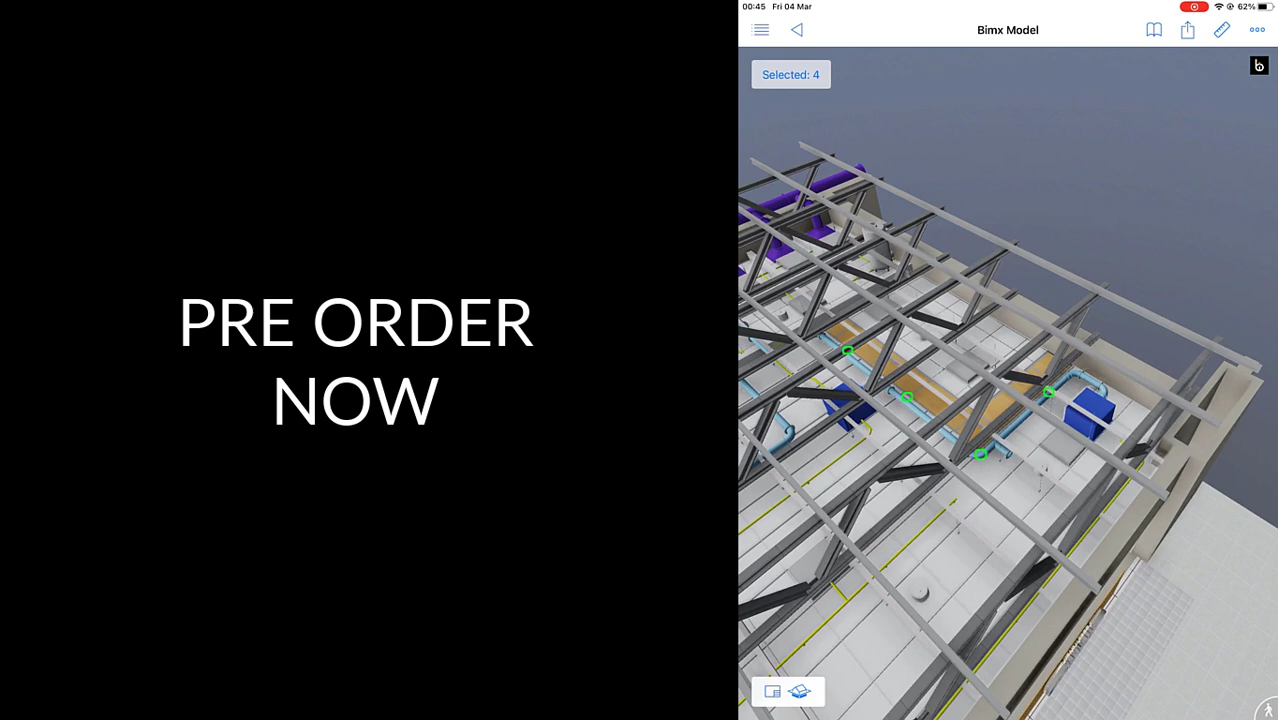 PRE ORDER
NOW
00:45 Fri 04 Mar
62%
Bimx Model
Selected: 4